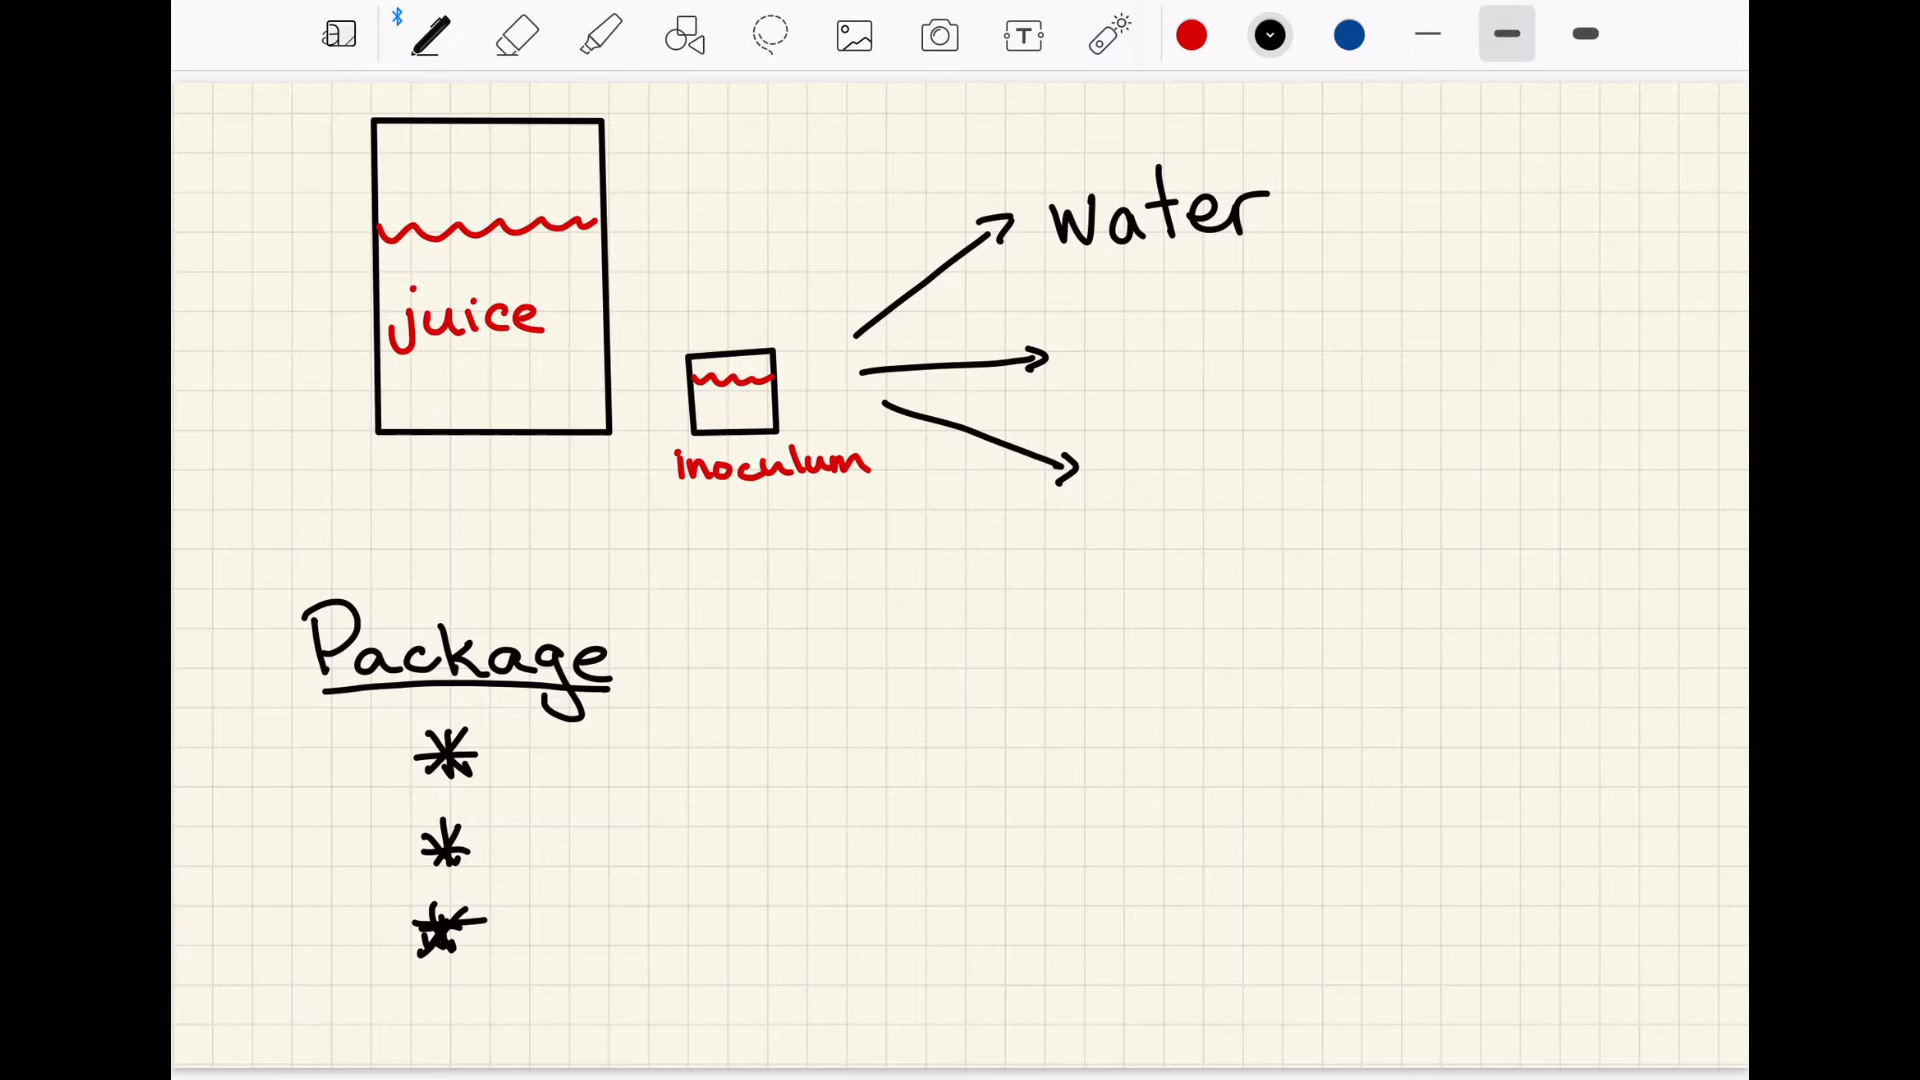 water
juice
inoculum
Package
*
*
*